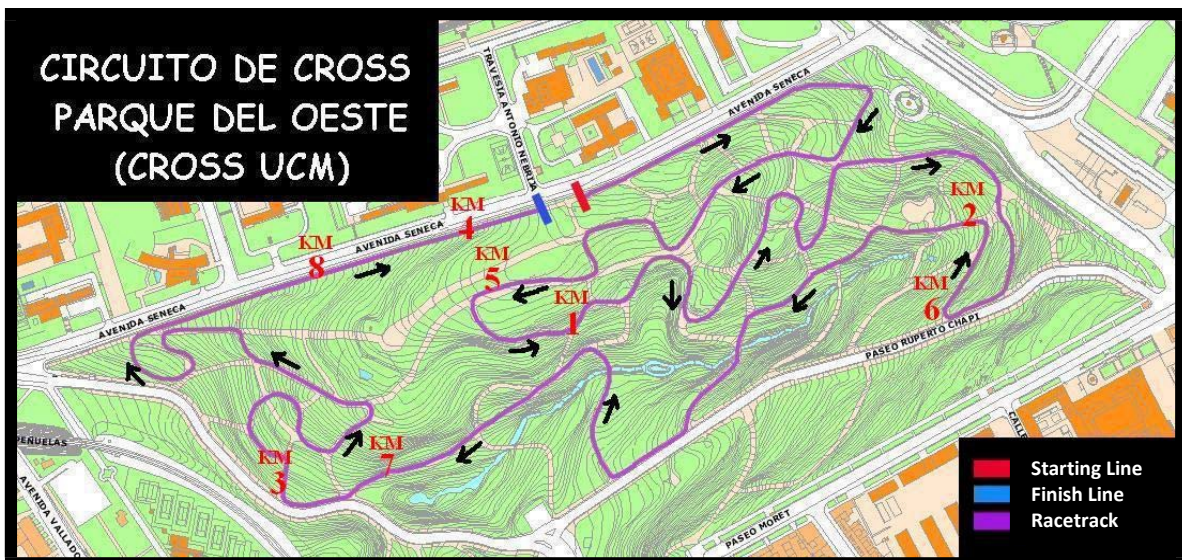 CIRCUITO DE CROSS
PARQUE DEL OESTE
(CROSS UCM)
TRAVESIA ANTONIO NEBRIJA
AVENIDA SENECA
AVENIDA SENECA
AVENIDA SENECA
KM
4
KM
8
KM
5
KM
1
KM
2
KM
6
KM
7
KM
3
PASEO RUPERTO CHAPI
PASEO MORET
CALLE
AVENIDA VALLADO
Starting Line
Finish Line
Racetrack